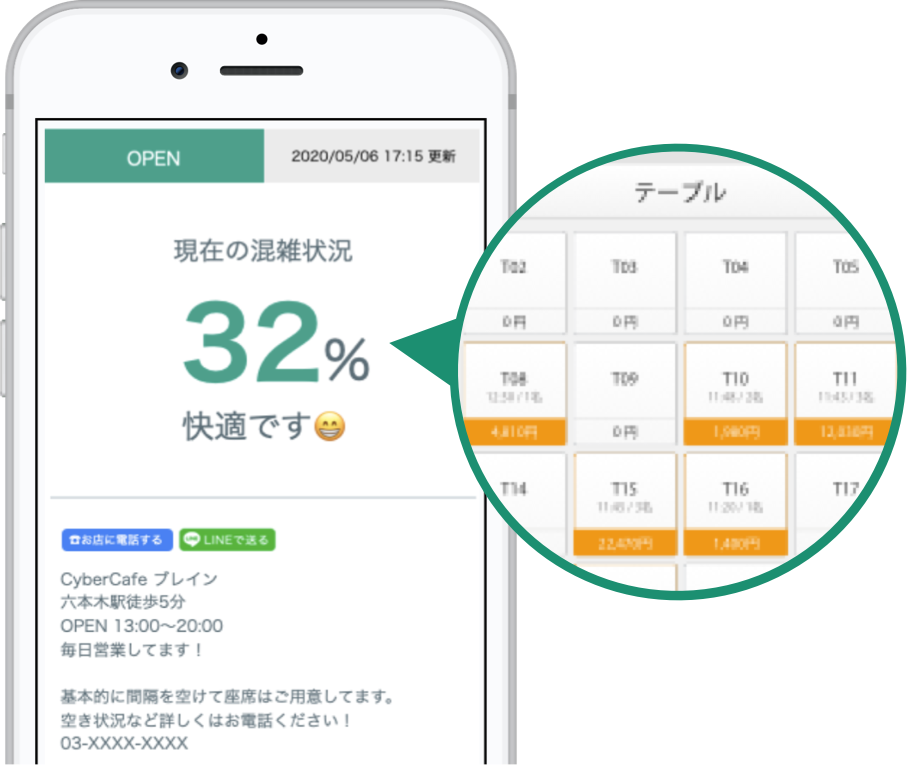 OPEN
2020/05/06 17:15 更新
現在の混雑状況
32%
快適です😁
☎お店に電話する
LINE LINEで送る
CyberCafe ブレイン
六本木駅徒歩5分
OPEN 13:00〜20:00
毎日営業してます！
基本的に間隔を空けて座席はご用意してます。
空き状況など詳しくはお電話ください！
03-XXXX-XXXX
テーブル
T02 T03 T04 T05
0円 0円 0円 0円
T08 T09 T10 T11
12:58 / 1名 11:48 / 2名 11:43 / 3名
4,810円 0円 1,980円 12,030円
T14 T15 T16 T17
11:48 / 3名 11:20 / 1名
22,470円 1,480円